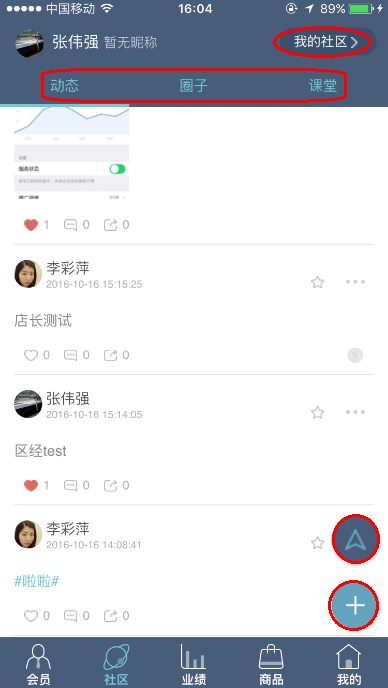 中国移动 16:04 89%
张伟强 暂无昵称 我的社区
动态 圈子 课堂
服务状态
1 0 0
李彩萍
2016-10-16 15:15:25
店长测试
0 0 0
张伟强
2016-10-16 15:14:05
区经test
1 0 0
李彩萍
2016-10-16 14:08:41
#啦啦#
0 0 0
会员 社区 业绩 商品 我的